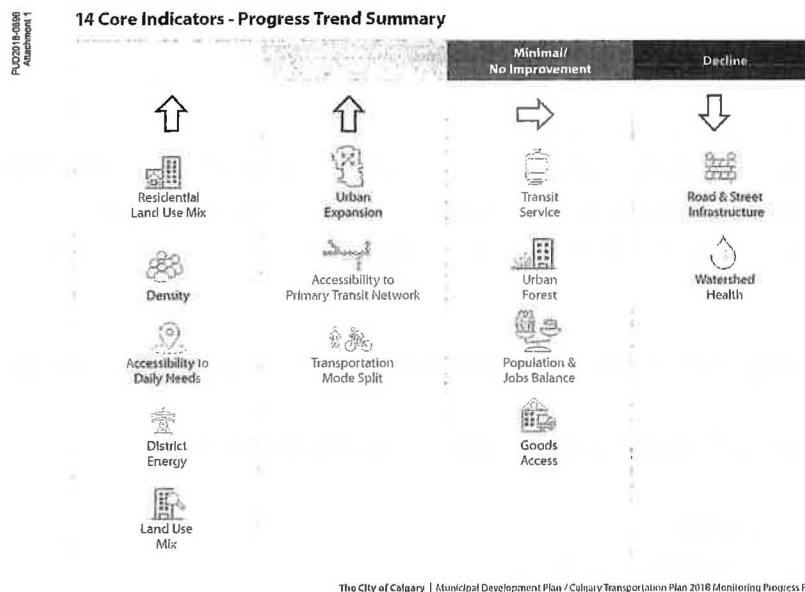 PUD2018-0898
Attachment 1
14 Core Indicators - Progress Trend Summary
Minimal/
No Improvement
Decline
Residential
Land Use Mix
Density
Accessibility to
Daily Needs
District
Energy
Land Use
Mix
Urban
Expansion
Accessibility to
Primary Transit Network
Transportation
Mode Split
Transit
Service
Urban
Forest
Population &
Jobs Balance
Goods
Access
Road & Street
Infrastructure
Watershed
Health
The City of Calgary | Municipal Development Plan / Calgary Transportation Plan 2018 Monitoring Progress